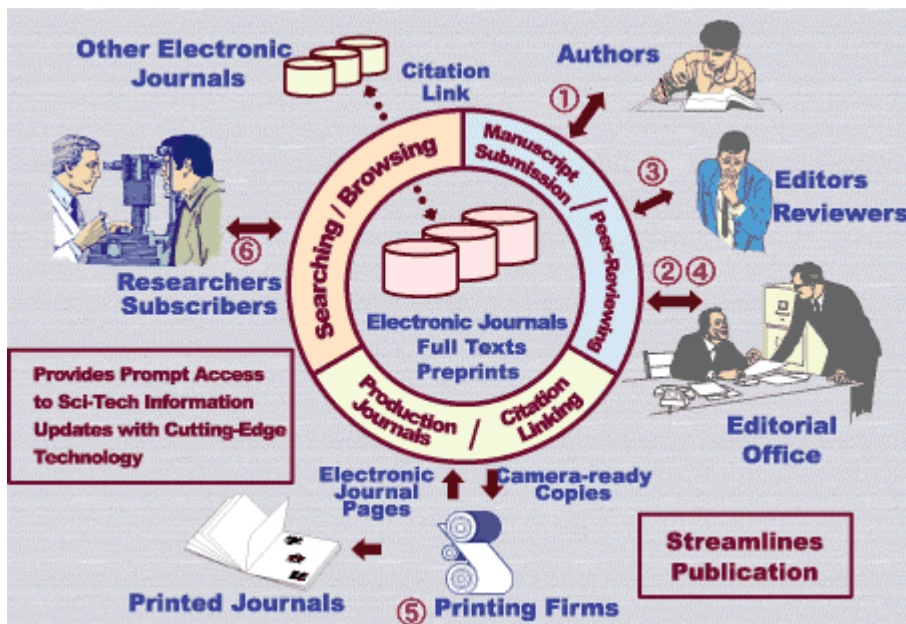 Other Electronic
Journals
Citation
Link
Authors
①
Manuscript
Submission
/
Peer-Reviewing
③
Editors
Reviewers
②④
Editorial
Office
Searching / Browsing
⑥
Researchers
Subscribers
Electronic Journals
Full Texts
Preprints
Production
Journals
/
Citation
Linking
Provides Prompt Access
to Sci-Tech Information
Updates with Cutting-Edge
Technology
Electronic
Journal
Pages
Camera-ready
Copies
Printed Journals
⑤ Printing Firms
Streamlines
Publication